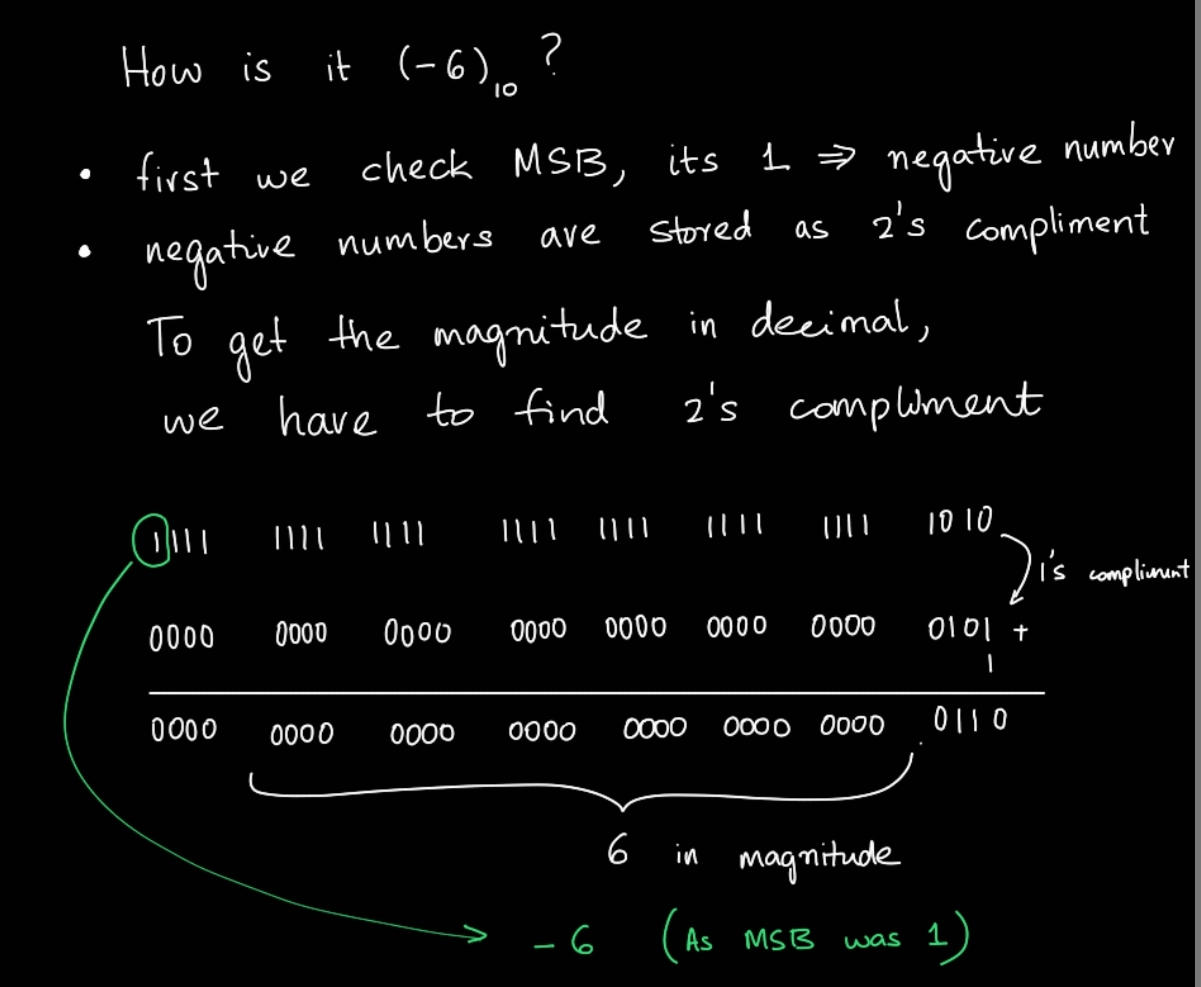 How is it (-6)₁₀ ?
• first we check MSB, its 1 ⇒ negative number
• negative numbers are stored as 2's compliment
To get the magnitude in decimal,
we have to find 2's compliment
1111 1111 1111 1111 1111 1111 1111 1010
1's compliment
0000 0000 0000 0000 0000 0000 0000 0101 +
1
0000 0000 0000 0000 0000 0000 0000 0110
6 in magnitude
-6 (As MSB was 1)